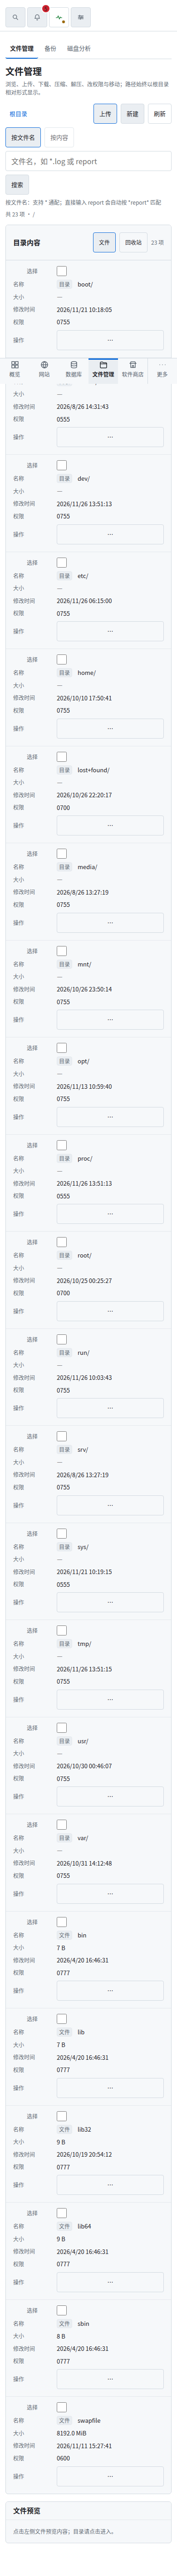 文件管理 备份 磁盘分析
文件管理
浏览、上传、下载、压缩、解压、改权限与移动；路径始终以根目录相对形式显示。
根目录 上传 新建 刷新
按文件名 按内容
文件名，如 *.log 或 report
搜索
按文件名：支持 * 通配；直接输入 report 会自动按 *report* 匹配
共 23 项 · /
目录内容 文件 回收站 23 项
选择
名称 目录 boot/
大小 —
修改时间 2026/11/21 10:18:05
权限 0755
操作 ···
概览 网站 数据库 文件管理 软件商店 更多
大小 —
修改时间 2026/8/26 14:31:43
权限 0555
操作 ···
选择
名称 目录 dev/
大小 —
修改时间 2026/11/26 13:51:13
权限 0755
操作 ···
选择
名称 目录 etc/
大小 —
修改时间 2026/11/26 06:15:00
权限 0755
操作 ···
选择
名称 目录 home/
大小 —
修改时间 2026/10/10 17:50:41
权限 0755
操作 ···
选择
名称 目录 lost+found/
大小 —
修改时间 2026/10/26 22:20:17
权限 0700
操作 ···
选择
名称 目录 media/
大小 —
修改时间 2026/8/26 13:27:19
权限 0755
操作 ···
选择
名称 目录 mnt/
大小 —
修改时间 2026/10/26 23:50:14
权限 0755
操作 ···
选择
名称 目录 opt/
大小 —
修改时间 2026/11/13 10:59:40
权限 0755
操作 ···
选择
名称 目录 proc/
大小 —
修改时间 2026/11/26 13:51:13
权限 0555
操作 ···
选择
名称 目录 root/
大小 —
修改时间 2026/10/25 00:25:27
权限 0700
操作 ···
选择
名称 目录 run/
大小 —
修改时间 2026/11/26 10:03:43
权限 0755
操作 ···
选择
名称 目录 srv/
大小 —
修改时间 2026/8/26 13:27:19
权限 0755
操作 ···
选择
名称 目录 sys/
大小 —
修改时间 2026/11/21 10:19:15
权限 0555
操作 ···
选择
名称 目录 tmp/
大小 —
修改时间 2026/11/26 13:51:15
权限 0755
操作 ···
选择
名称 目录 usr/
大小 —
修改时间 2026/10/30 00:46:07
权限 0755
操作 ···
选择
名称 目录 var/
大小 —
修改时间 2026/10/31 14:12:48
权限 0755
操作 ···
选择
名称 文件 bin
大小 7 B
修改时间 2026/4/20 16:46:31
权限 0777
操作 ···
选择
名称 文件 lib
大小 7 B
修改时间 2026/4/20 16:46:31
权限 0777
操作 ···
选择
名称 文件 lib32
大小 9 B
修改时间 2026/10/19 20:54:12
权限 0777
操作 ···
选择
名称 文件 lib64
大小 9 B
修改时间 2026/4/20 16:46:31
权限 0777
操作 ···
选择
名称 文件 sbin
大小 8 B
修改时间 2026/4/20 16:46:31
权限 0777
操作 ···
选择
名称 文件 swapfile
大小 8192.0 MiB
修改时间 2026/11/11 15:27:41
权限 0600
操作 ···
文件预览
点击左侧文件预览内容；目录请点击进入。